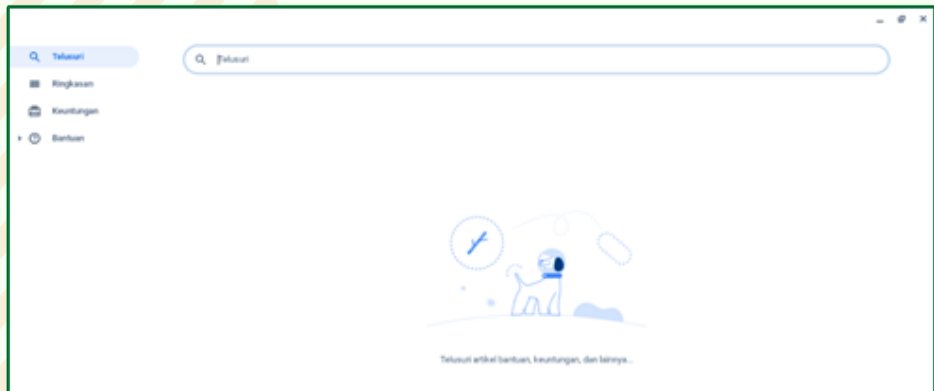 Telusuri
Telusuri
Ringkasan
Keuntungan
Bantuan
Telusuri artikel bantuan, keuntungan, dan lainnya...